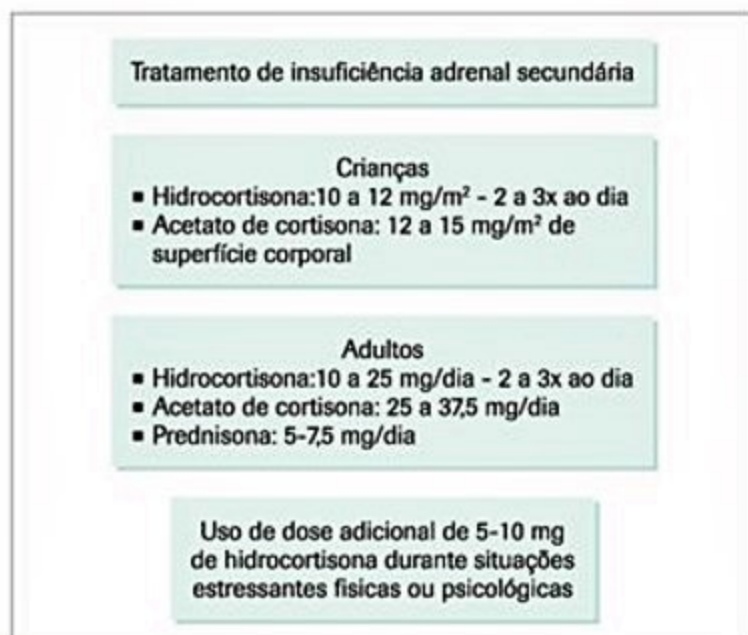 Tratamento de insuficiência adrenal secundária
Crianças
▪ Hidrocortisona:10 a 12 mg/m² - 2 a 3x ao dia
▪ Acetato de cortisona: 12 a 15 mg/m² de
superfície corporal
Adultos
▪ Hidrocortisona:10 a 25 mg/dia - 2 a 3x ao dia
▪ Acetato de cortisona: 25 a 37,5 mg/dia
▪ Prednisona: 5-7,5 mg/dia
Uso de dose adicional de 5-10 mg
de hidrocortisona durante situações
estressantes fisicas ou psicológicas